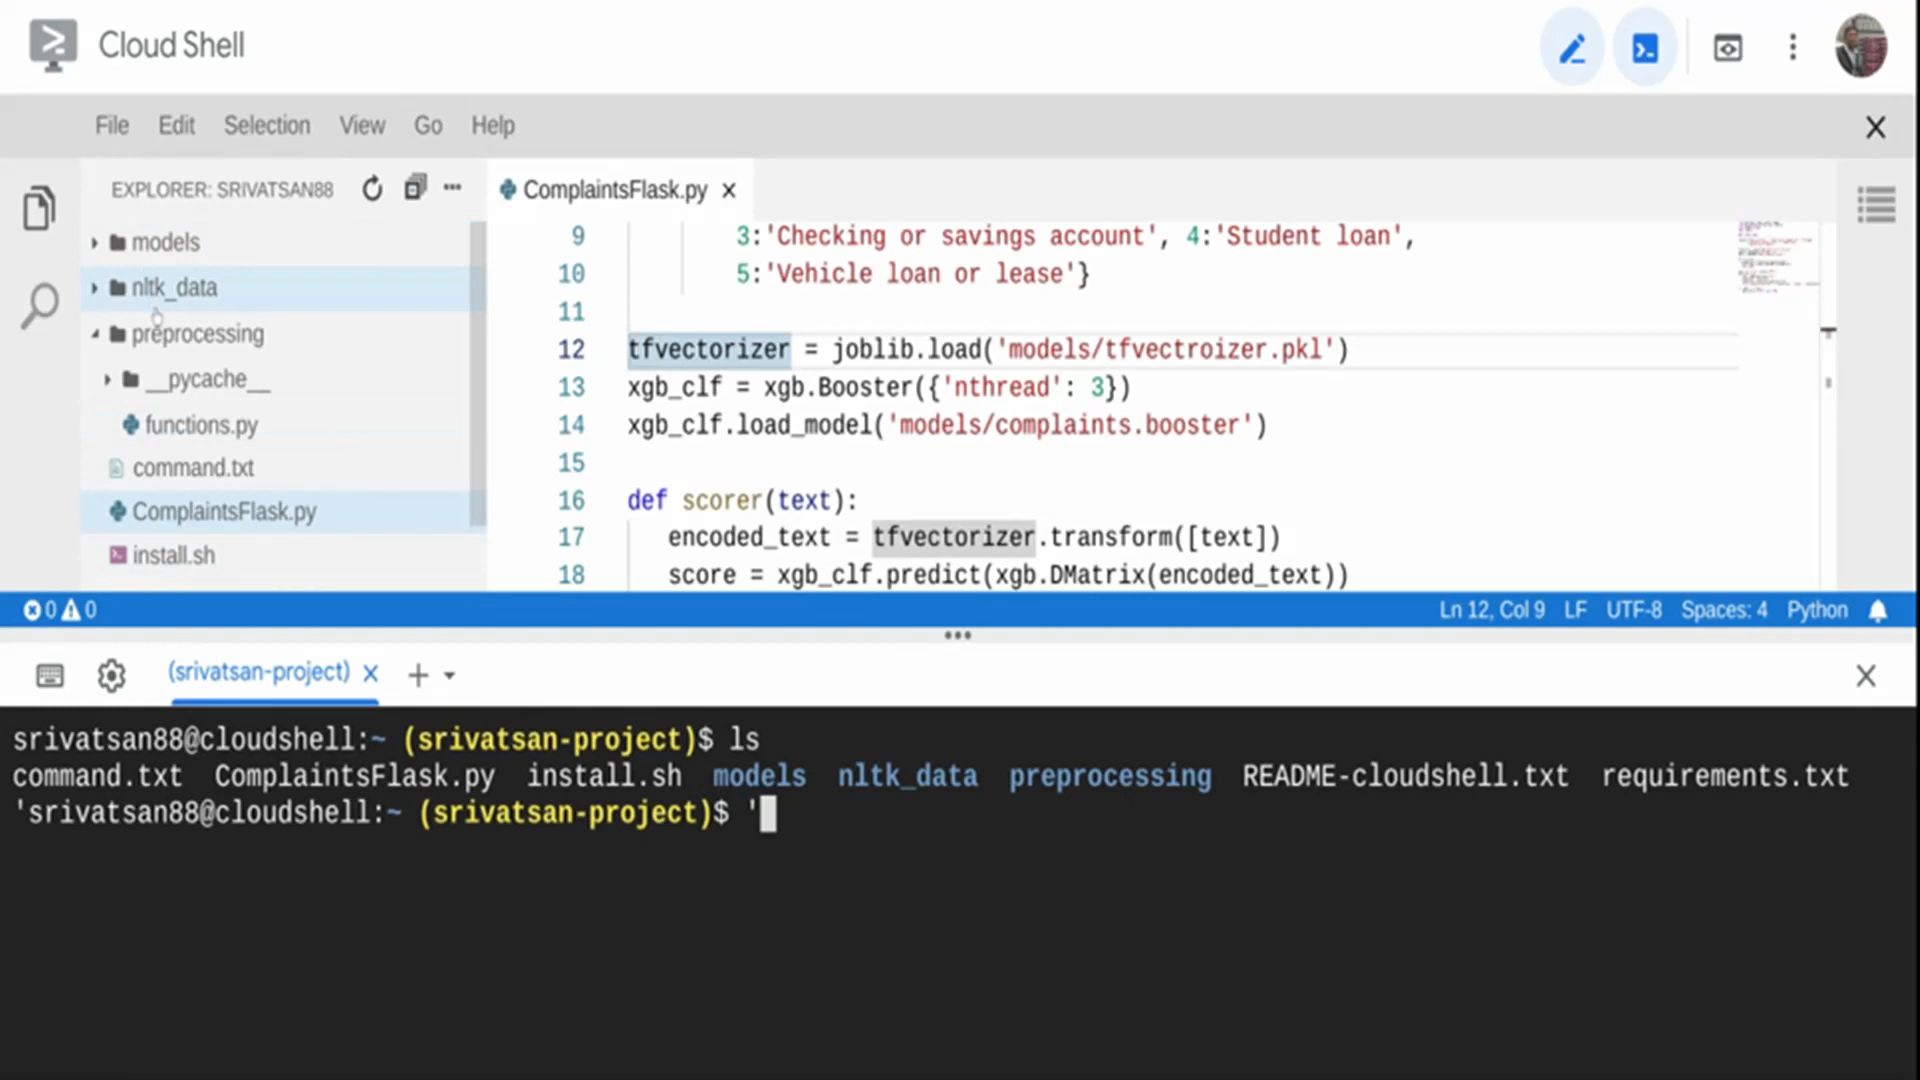 Cloud Shell
File Edit Selection View Go Help
EXPLORER: SRIVATSAN88
models
nltk_data
preprocessing
__pycache__
functions.py
command.txt
ComplaintsFlask.py
install.sh
ComplaintsFlask.py
9 3:'Checking or savings account', 4:'Student loan',
10 5:'Vehicle loan or lease'}
11
12 tfvectorizer = joblib.load('models/tfvectroizer.pkl')
13 xgb_clf = xgb.Booster({'nthread': 3})
14 xgb_clf.load_model('models/complaints.booster')
15
16 def scorer(text):
17 encoded_text = tfvectorizer.transform([text])
18 score = xgb_clf.predict(xgb.DMatrix(encoded_text))
0 0 Ln 12, Col 9 LF UTF-8 Spaces: 4 Python
(srivatsan-project)
srivatsan88@cloudshell:~ (srivatsan-project)$ ls
command.txt ComplaintsFlask.py install.sh models nltk_data preprocessing README-cloudshell.txt requirements.txt
'srivatsan88@cloudshell:~ (srivatsan-project)$ '